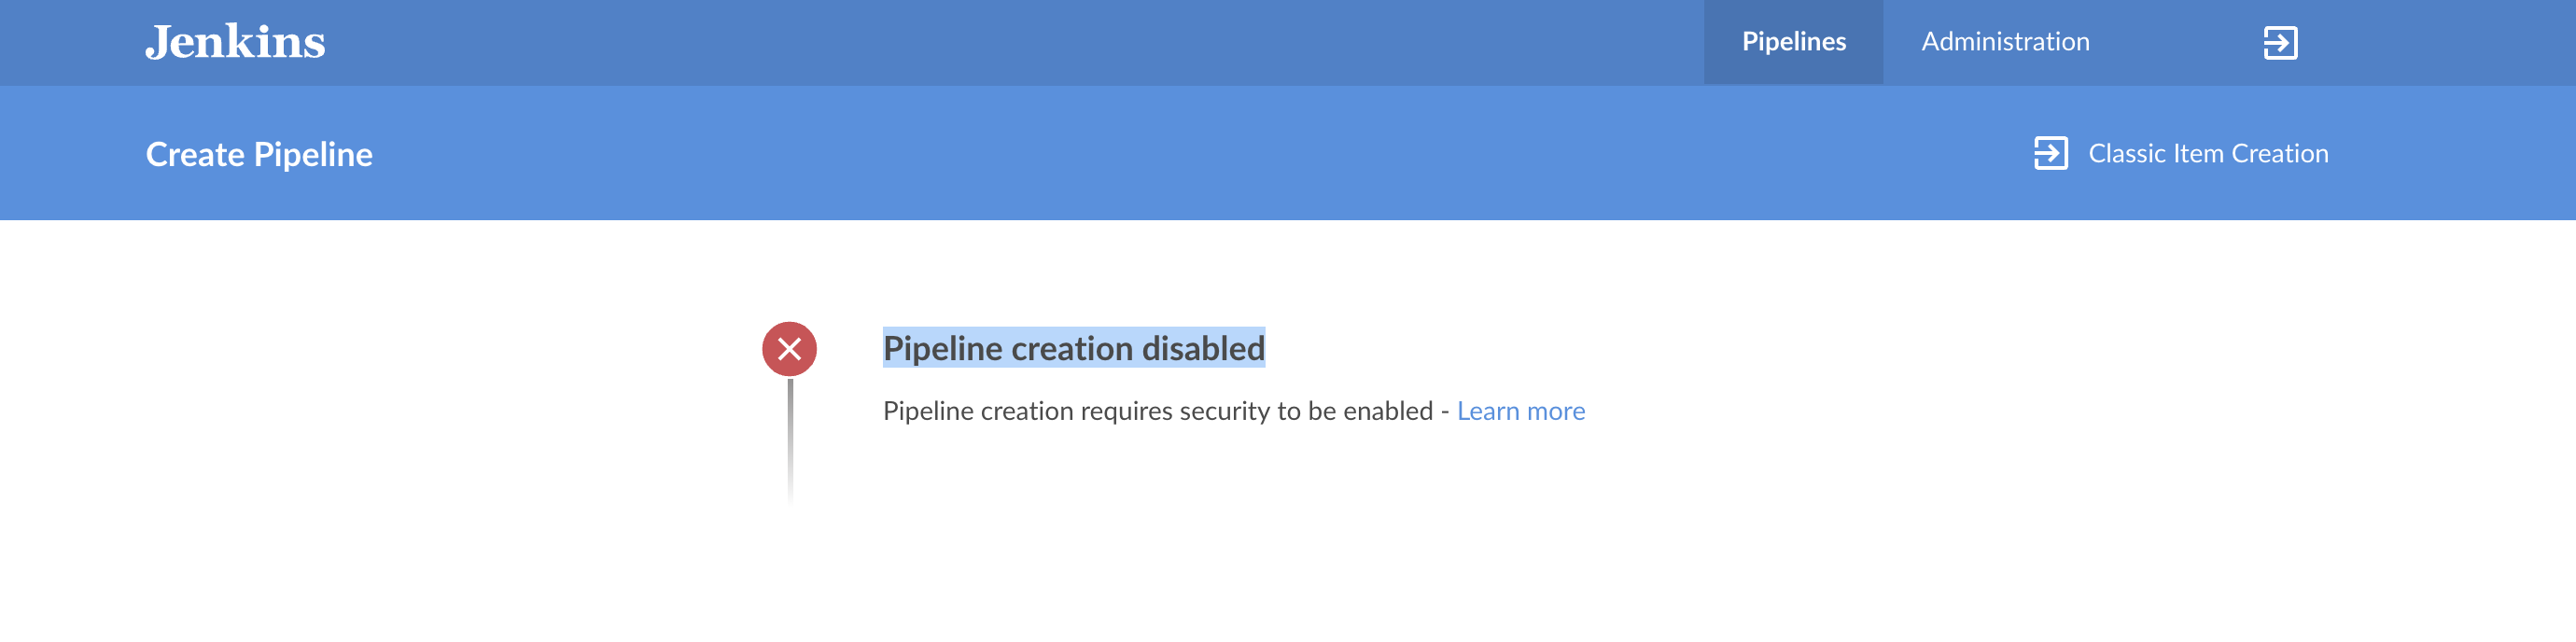 Jenkins
Pipelines
Administration
Create Pipeline
Classic Item Creation
Pipeline creation disabled
Pipeline creation requires security to be enabled - Learn more